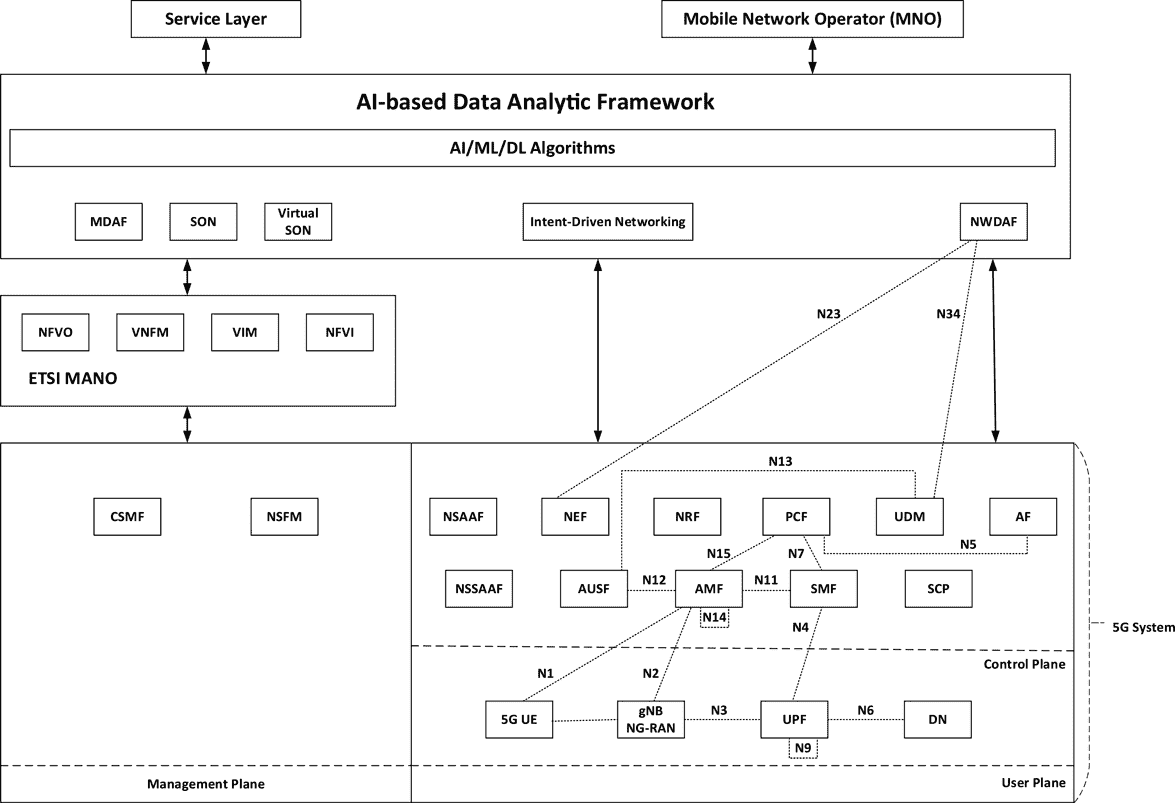 Service Layer
Mobile Network Operator (MNO)
AI-based Data Analytic Framework
AI/ML/DL Algorithms
MDAF
SON
Virtual
SON
Intent-Driven Networking
NWDAF
N23
N34
NFVO
VNFM
VIM
NFVI
ETSI MANO
N13
CSMF
NSFM
NSAAF
NEF
NRF
PCF
UDM
AF
N15
N7
N5
NSSAAF
AUSF
N12
AMF
N11
SMF
SCP
N14
N4
5G System
Control Plane
N1
N2
5G UE
gNB
NG-RAN
N3
UPF
N6
DN
N9
Management Plane
User Plane